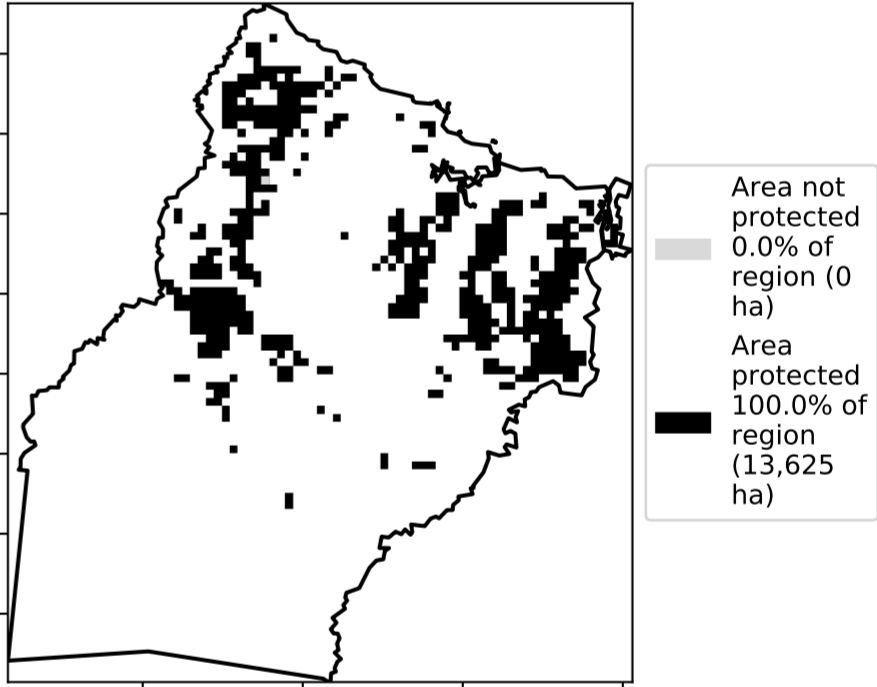 Area not
protected
0.0% of
region (0
ha)
Area
protected
100.0% of
region
(13,625
ha)